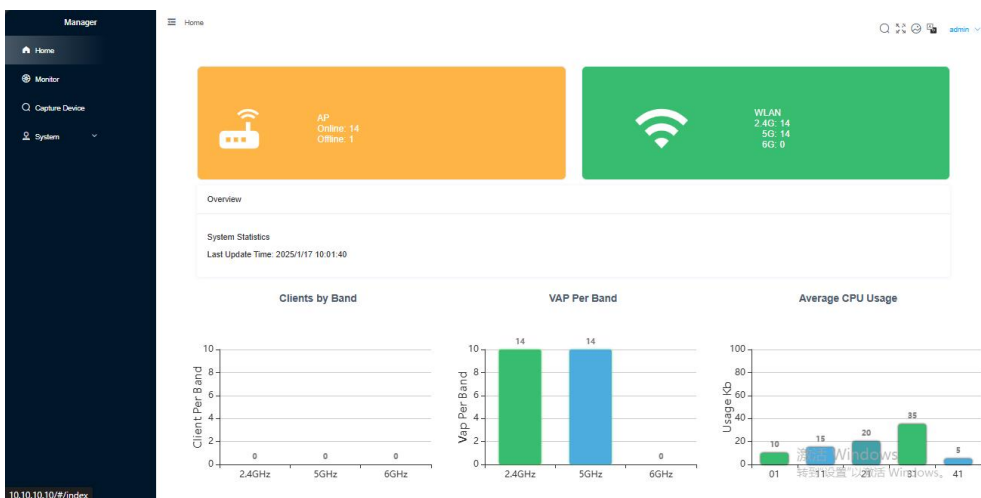 Manager
Home
Monitor
Capture Device
System
Home
admin
AP
Online: 14
Offline: 1
WLAN
2.4G: 14
5G: 14
6G: 0
Overview
System Statistics
Last Update Time: 2025/1/17 10:01:40
Clients by Band
Client Per Band
10
8
6
4
2
0
0
0
0
2.4GHz
5GHz
6GHz
VAP Per Band
Vap Per Band
10
8
6
4
2
0
14
14
0
2.4GHz
5GHz
6GHz
Average CPU Usage
Usage Kb
100
80
60
40
20
0
10
15
20
35
5
01
11
21
31
41
激活 Windows
转到"设置"以激活 Windows。
10.10.10.10/#/index